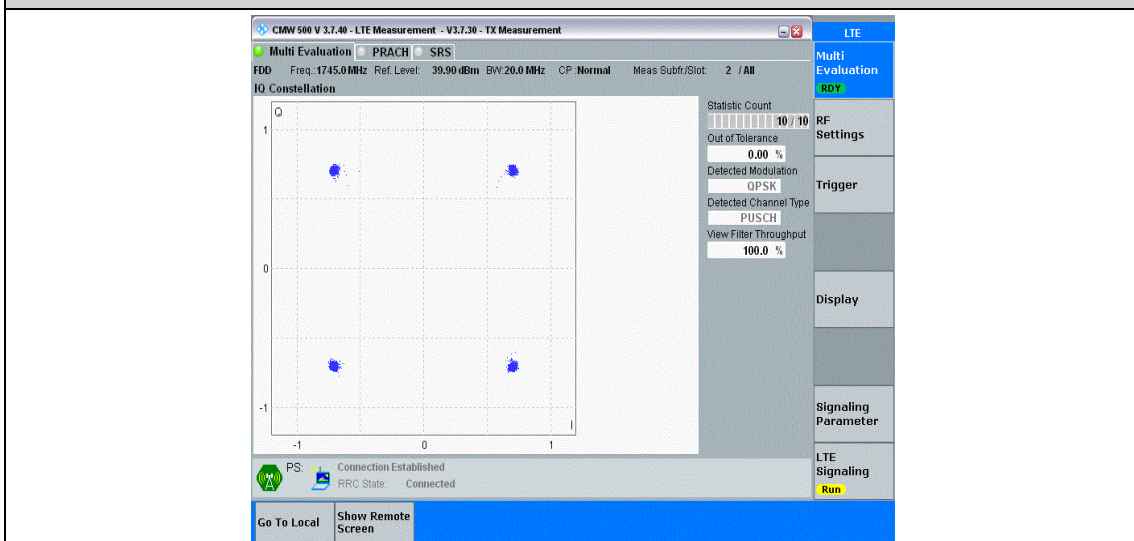 CMW 500 V 3.7.40 - LTE Measurement - V3.7.30 - TX Measurement
LTE
Multi Evaluation PRACH SRS
Multi
Evaluation
RDY
FDD Freq.:1745.0 MHz Ref. Level: 39.90 dBm BW:20.0 MHz CP :Normal Meas Subfr./Slot: 2 / All
IQ Constellation
Q
1
0
-1
-1 0 1
I
Statistic Count
10 / 10
Out of Tolerance
0.00 %
Detected Modulation
QPSK
Detected Channel Type
PUSCH
View Filter Throughput
100.0 %
RF
Settings
Trigger
Display
Signaling
Parameter
LTE
Signaling
Run
PS: Connection Established
RRC State: Connected
Go To Local
Show Remote
Screen